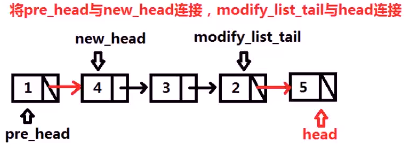 将pre_head与new_head连接，modify_list_tail与head连接
new_head modify_list_tail
1 4 3 2 5
pre_head head